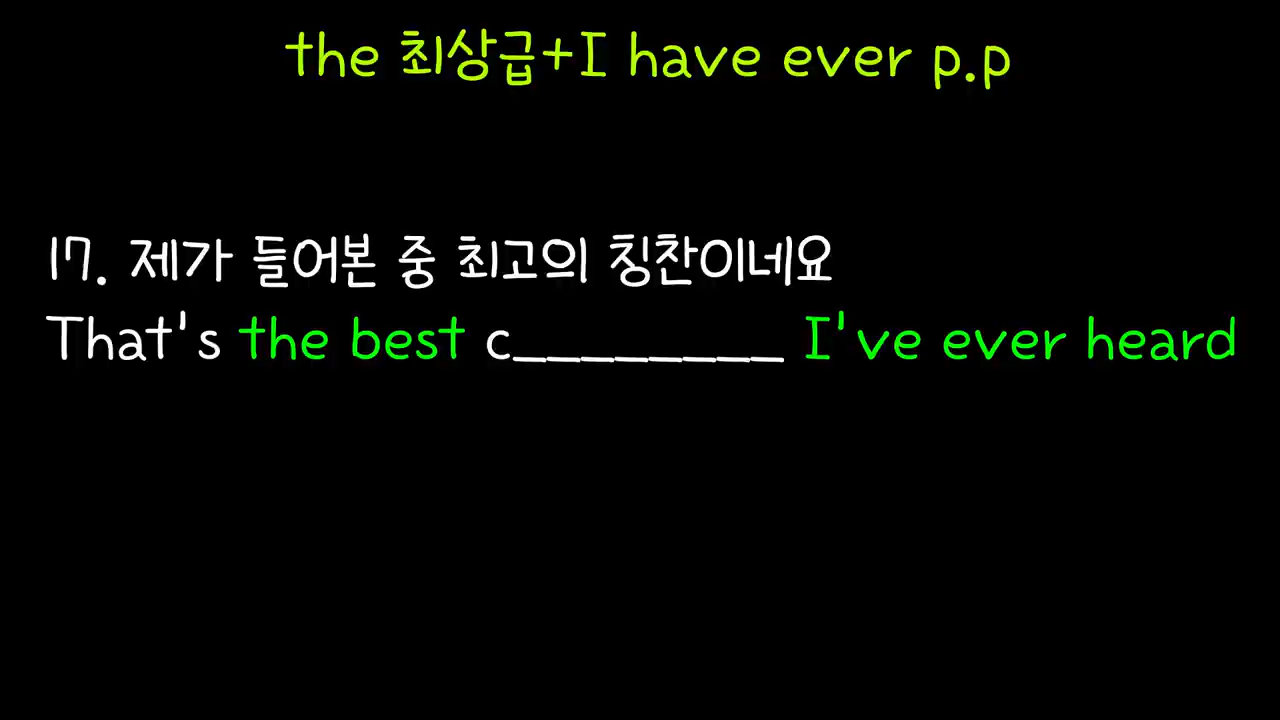 the 최상급+I have ever p.p
17. 제가 들어본 중 최고의 칭찬이네요
That's the best c________ I've ever heard